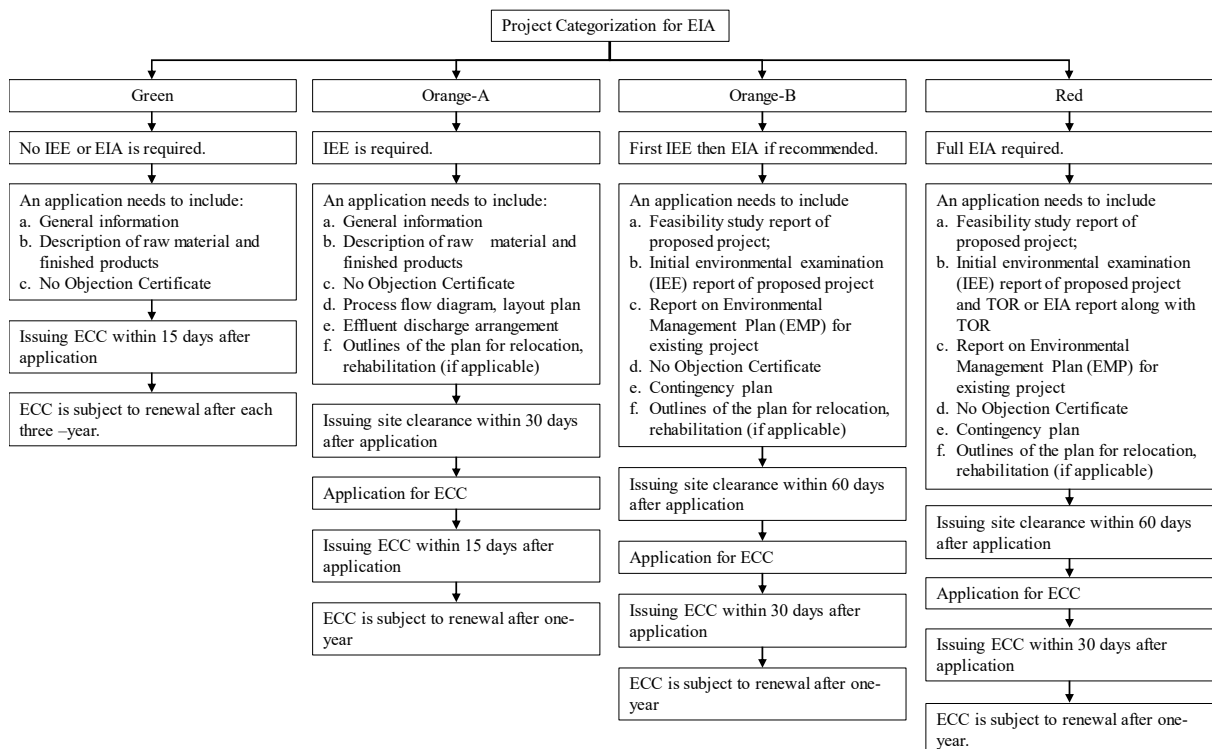 Project Categorization for EIA
Green
No IEE or EIA is required.
An application needs to include:
a. General information
b. Description of raw material and
finished products
c. No Objection Certificate
Issuing ECC within 15 days after
application
ECC is subject to renewal after each
three –year.
Orange-A
IEE is required.
An application needs to include:
a. General information
b. Description of raw material and
finished products
c. No Objection Certificate
d. Process flow diagram, layout plan
e. Effluent discharge arrangement
f. Outlines of the plan for relocation,
rehabilitation (if applicable)
Issuing site clearance within 30 days
after application
Application for ECC
Issuing ECC within 15 days after
application
ECC is subject to renewal after one-
year
Orange-B
First IEE then EIA if recommended.
An application needs to include
a. Feasibility study report of
proposed project;
b. Initial environmental examination
(IEE) report of proposed project
c. Report on Environmental
Management Plan (EMP) for
existing project
d. No Objection Certificate
e. Contingency plan
f. Outlines of the plan for relocation,
rehabilitation (if applicable)
Issuing site clearance within 60 days
after application
Application for ECC
Issuing ECC within 30 days after
application
ECC is subject to renewal after one-
year
Red
Full EIA required.
An application needs to include
a. Feasibility study report of
proposed project;
b. Initial environmental examination
(IEE) report of proposed project
and TOR or EIA report along with
TOR
c. Report on Environmental
Management Plan (EMP) for
existing project
d. No Objection Certificate
e. Contingency plan
f. Outlines of the plan for relocation,
rehabilitation (if applicable)
Issuing site clearance within 60 days
after application
Application for ECC
Issuing ECC within 30 days after
application
ECC is subject to renewal after one-
year.